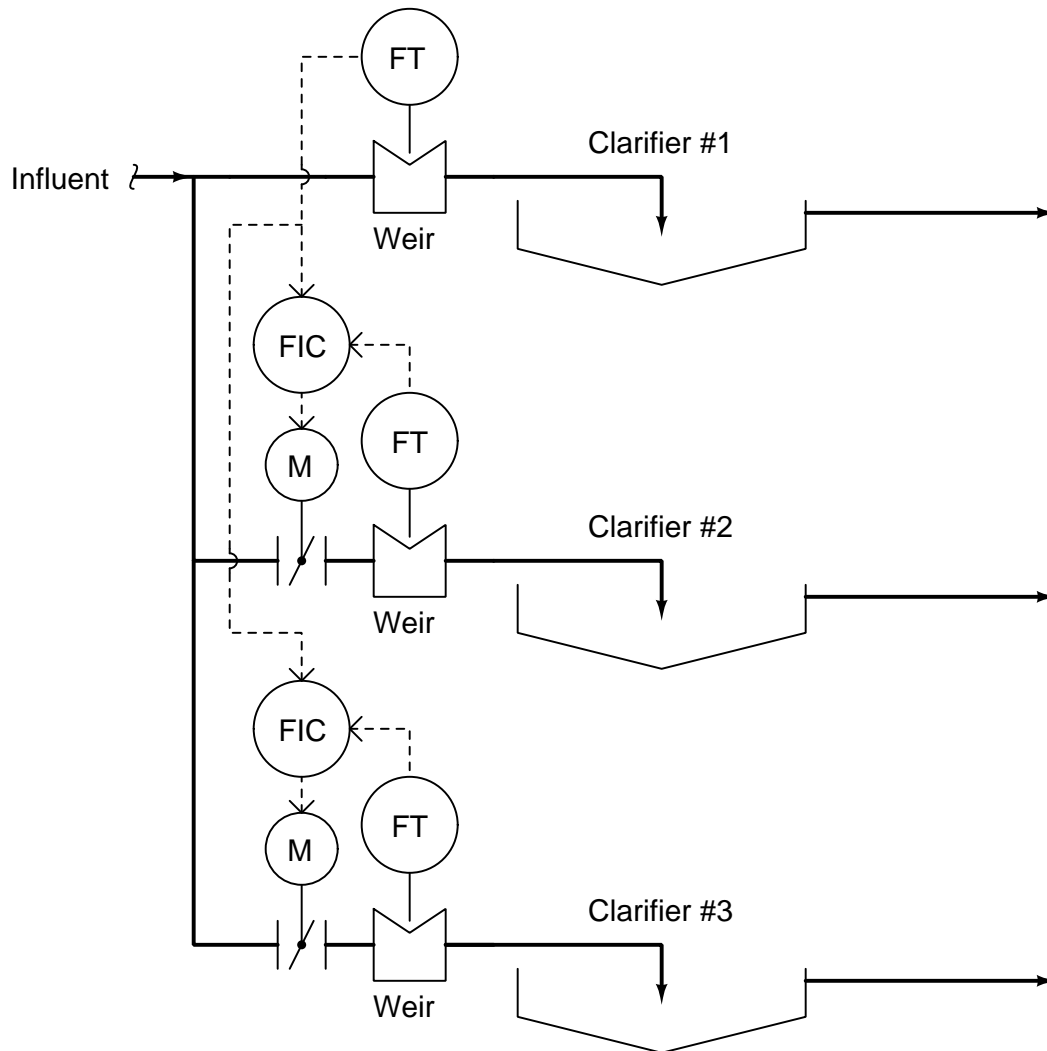 FT
Clarifier #1
Influent
Weir
FIC
FT
M
Clarifier #2
Weir
FIC
FT
M
Clarifier #3
Weir